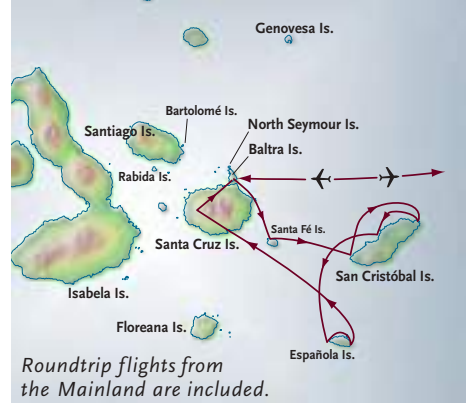 Genovesa Is.
Bartolomé Is.
North Seymour Is.
Santiago Is.
Baltra Is.
Rabida Is.
Santa Fé Is.
Santa Cruz Is.
San Cristóbal Is.
Isabela Is.
Floreana Is.
Española Is.
Roundtrip flights from
the Mainland are included.